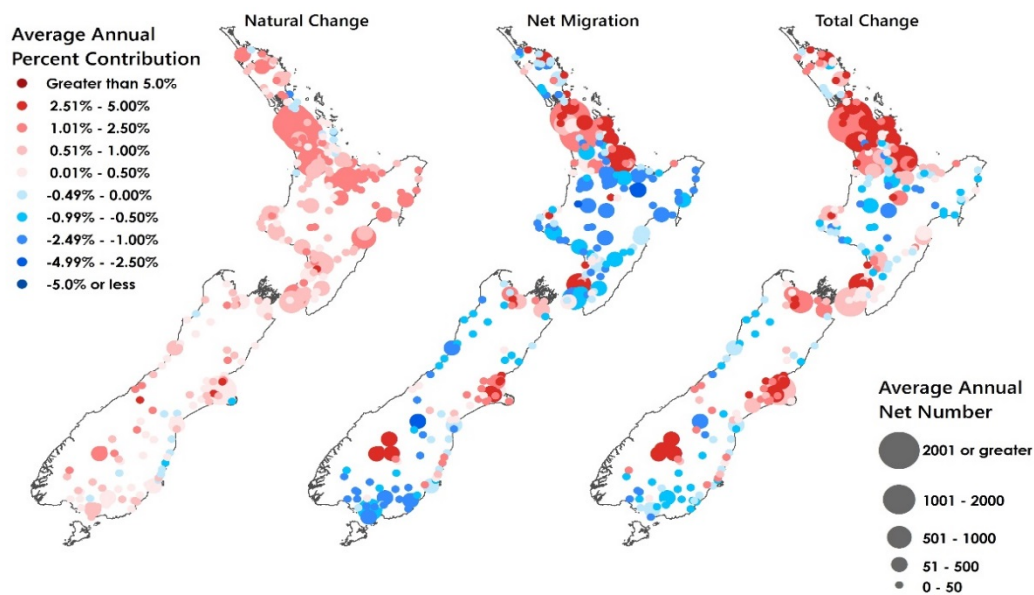 Natural Change
Net Migration
Total Change
Average Annual
Percent Contribution
Greater than 5.0%
2.51% - 5.00%
1.01% - 2.50%
0.51% - 1.00%
0.01% - 0.50%
-0.49% - 0.00%
-0.99% - -0.50%
-2.49% - -1.00%
-4.99% - -2.50%
-5.0% or less
Average Annual
Net Number
2001 or greater
1001 - 2000
501 - 1000
51 - 500
0 - 50